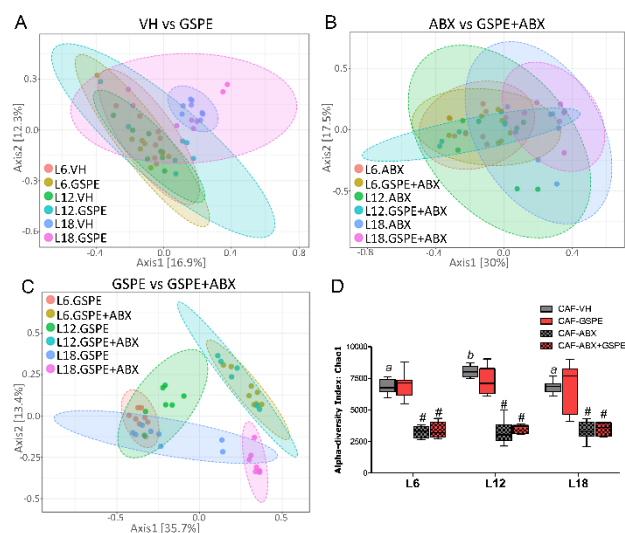 A
VH vs GSPE
0.3
0.0
-0.3
-0.6
Axis2 [12.3%]
L6.VH
L6.GSPE
L12.VH
L12.GSPE
L18.VH
L18.GSPE
-0.4
0.0
0.4
0.8
Axis1 [16.9%]
B
ABX vs GSPE+ABX
0.5
0.0
-0.5
Axis2 [17.5%]
L6.ABX
L6.GSPE+ABX
L12.ABX
L12.GSPE+ABX
L18.ABX
L18.GSPE+ABX
-0.8
-0.4
0.0
0.4
Axis1 [30%]
C
GSPE vs GSPE+ABX
L6.GSPE
L6.GSPE+ABX
L12.GSPE
L12.GSPE+ABX
L18.GSPE
L18.GSPE+ABX
0.50
0.25
0.00
-0.25
-0.50
Axis2 [13.4%]
-0.5
0.0
0.5
Axis1 [35.7%]
D
CAF-VH
CAF-GSPE
CAF-ABX
CAF-ABX+GSPE
Alpha-diversity Index: Chao1
10000
7500
5000
2500
0
a
b
a
# #
# #
# #
L6
L12
L18